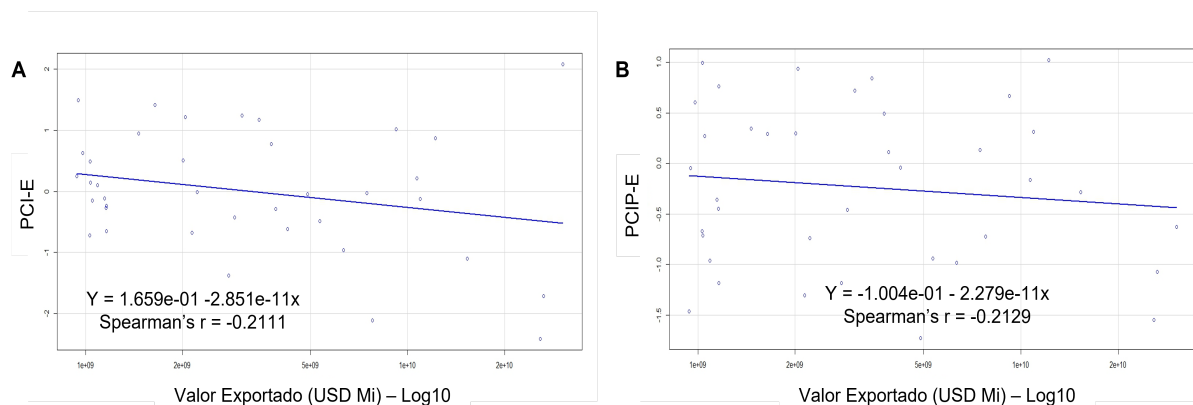 A
PCI-E
2
1
0
-1
-2
Y = 1.659e-01 -2.851e-11x
Spearman's r = -0.2111
1e+09 2e+09 5e+09 1e+10 2e+10
Valor Exportado (USD Mi) – Log10
B
PCIP-E
1.0
0.5
0.0
-0.5
-1.0
-1.5
Y = -1.004e-01 - 2.279e-11x
Spearman's r = -0.2129
1e+09 2e+09 5e+09 1e+10 2e+10
Valor Exportado (USD Mi) – Log10